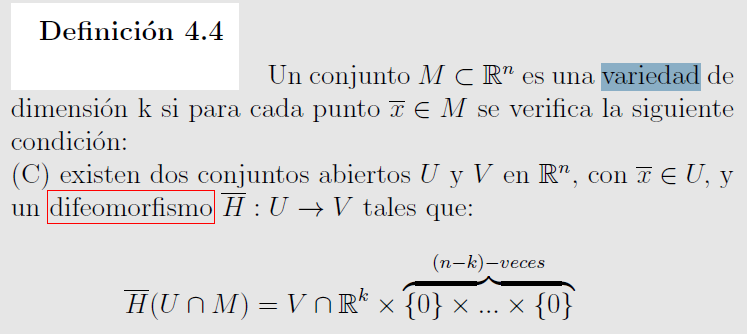 Definición 4.4
Un conjunto M ⊂ ℝⁿ es una variedad de
dimensión k si para cada punto x̅ ∈ M se verifica la siguiente
condición:
(C) existen dos conjuntos abiertos U y V en ℝⁿ, con x̅ ∈ U, y
un difeomorfismo H̅ : U → V tales que:
(n−k)−veces
H̅(U ∩ M) = V ∩ ℝᵏ × {0} × ... × {0}